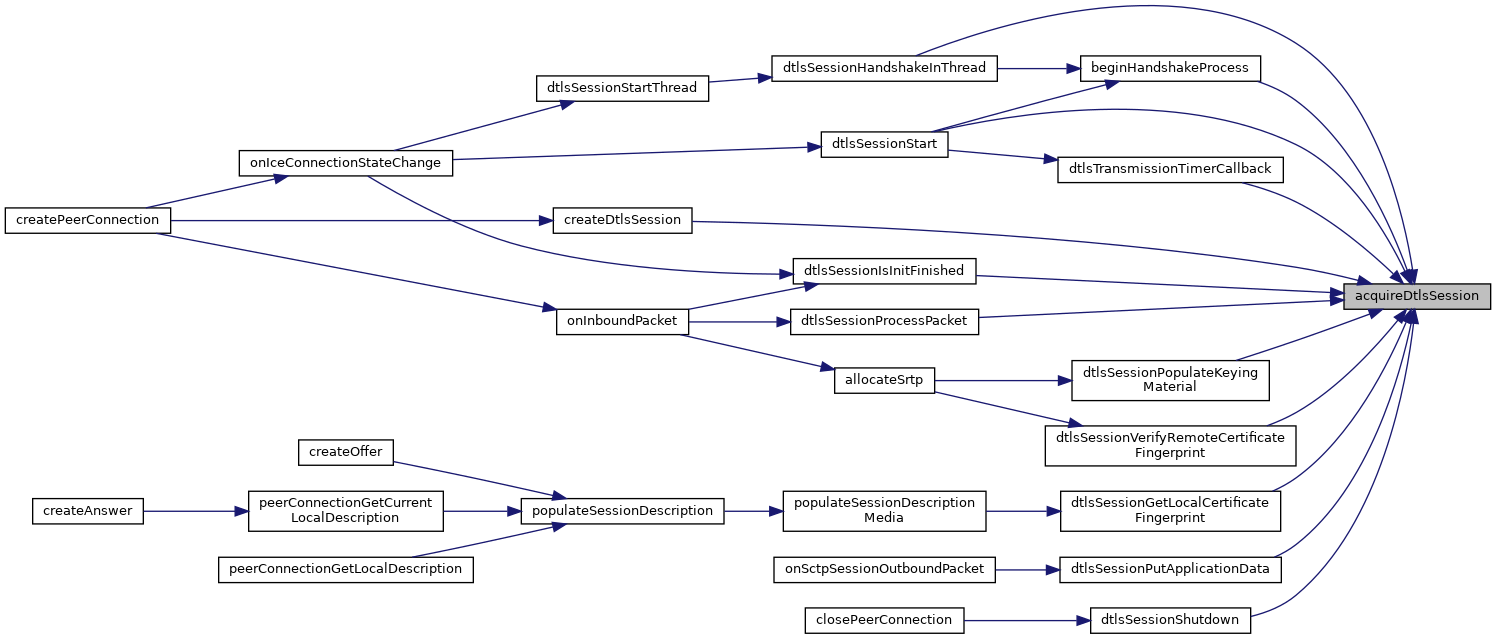 dtlsSessionHandshakeInThread
beginHandshakeProcess
dtlsSessionStartThread
dtlsSessionStart
onIceConnectionStateChange
dtlsTransmissionTimerCallback
createPeerConnection
createDtlsSession
dtlsSessionIsInitFinished
acquireDtlsSession
onInboundPacket
dtlsSessionProcessPacket
allocateSrtp
dtlsSessionPopulateKeying
Material
dtlsSessionVerifyRemoteCertificate
Fingerprint
createOffer
createAnswer
peerConnectionGetCurrent
LocalDescription
populateSessionDescription
populateSessionDescription
Media
dtlsSessionGetLocalCertificate
Fingerprint
peerConnectionGetLocalDescription
onSctpSessionOutboundPacket
dtlsSessionPutApplicationData
closePeerConnection
dtlsSessionShutdown